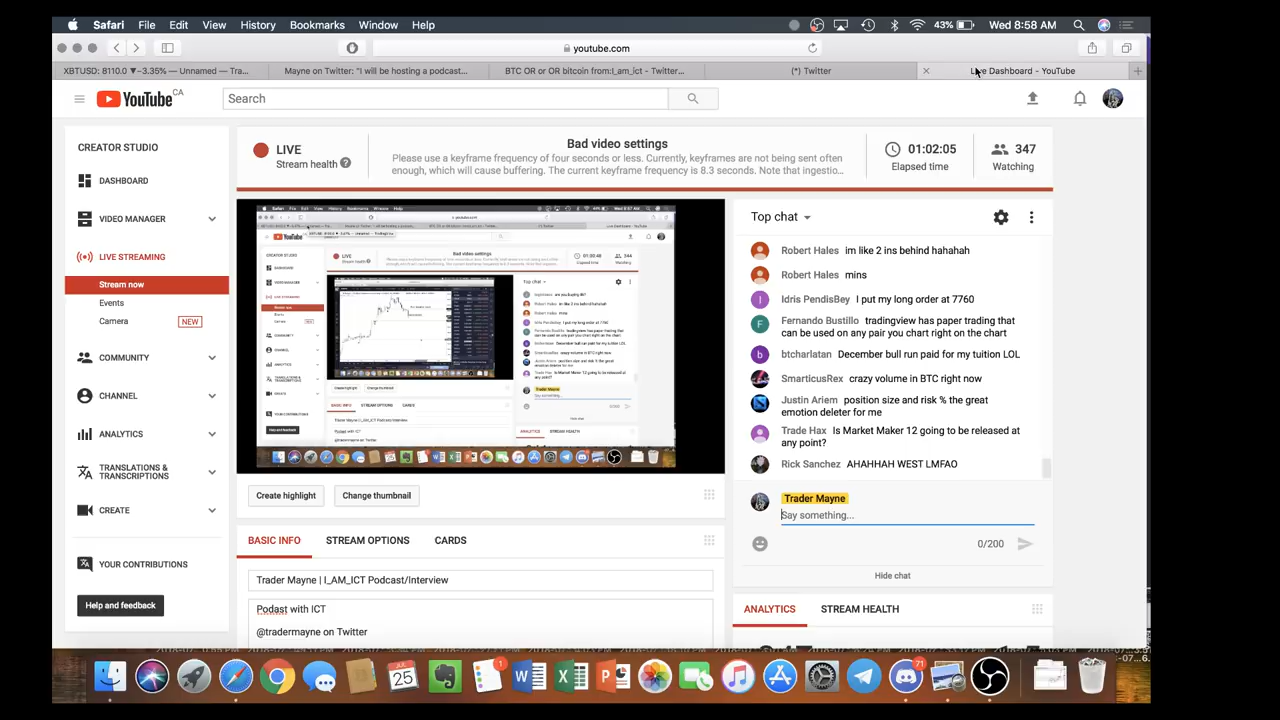 Safari File Edit View History Bookmarks Window Help 43% Wed 8:58 AM
youtube.com
XBTUSD: 8110.0 ▼−3.35% — Unnamed — Tra...
Mayne on Twitter: "I will be hosting a podcast...
BTC OR or OR bitcoin from:I_am_ict - Twitter...
(*) Twitter
Live Dashboard - YouTube
YouTube CA
Search
CREATOR STUDIO
DASHBOARD
VIDEO MANAGER
LIVE STREAMING
Stream now
Events
Camera NEW
COMMUNITY
CHANNEL
ANALYTICS
TRANSLATIONS &
TRANSCRIPTIONS
CREATE
YOUR CONTRIBUTIONS
Help and feedback
LIVE
Stream health ?
Bad video settings
Please use a keyframe frequency of four seconds or less. Currently, keyframes are not being sent often
enough, which will cause buffering. The current keyframe frequency is 8.3 seconds. Note that ingestio...
01:02:05
Elapsed time
347
Watching
Create highlight
Change thumbnail
BASIC INFO STREAM OPTIONS CARDS
Trader Mayne | I_AM_ICT Podcast/Interview
Podast with ICT
@tradermayne on Twitter
Top chat
Robert Hales im like 2 ins behind hahahah
Robert Hales mins
Idris PendisBey I put my long order at 7760
Fernando Bustillo tradingview has paper trading that
can be used on any pair you chart right on the chart
btcharlatan December bull run paid for my tuition LOL
SmarticusRex crazy volume in BTC right now
Justin Ariem position size and risk % the great
emotion deleter for me
Trade Hax Is Market Maker 12 going to be released at
any point?
Rick Sanchez AHAHHAH WEST LMFAO
Trader Mayne
Say something...
0/200
Hide chat
ANALYTICS STREAM HEALTH
JUL
25
1
71